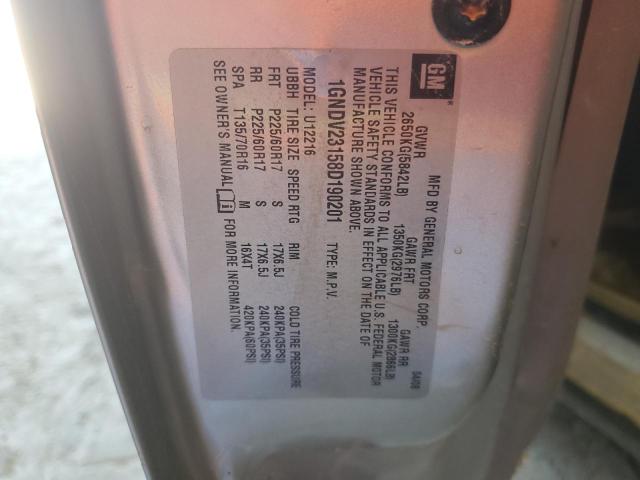 GM
®
MFD BY GENERAL MOTORS CORP. 5A/08
GVWR GAWR FRT GAWR RR
2650KG(5842LB) 1350KG(2976LB) 1300KG(2866LB)
THIS VEHICLE CONFORMS TO ALL APPLICABLE U.S. FEDERAL MOTOR
VEHICLE SAFETY STANDARDS IN EFFECT ON THE DATE OF
MANUFACTURE SHOWN ABOVE.
1GNDV23158D190201 TYPE: M.P.V.
MODEL: U12216
UBBH TIRE SIZE SPEED RTG RIM COLD TIRE PRESSURE
FRT P225/60R17 S 17X6.5J 240KPA(35PSI)
RR P225/60R17 S 17X6.5J 240KPA(35PSI)
SPA T135/70R16 M 16X4T 420KPA(60PSI)
SEE OWNER'S MANUAL FOR MORE INFORMATION.